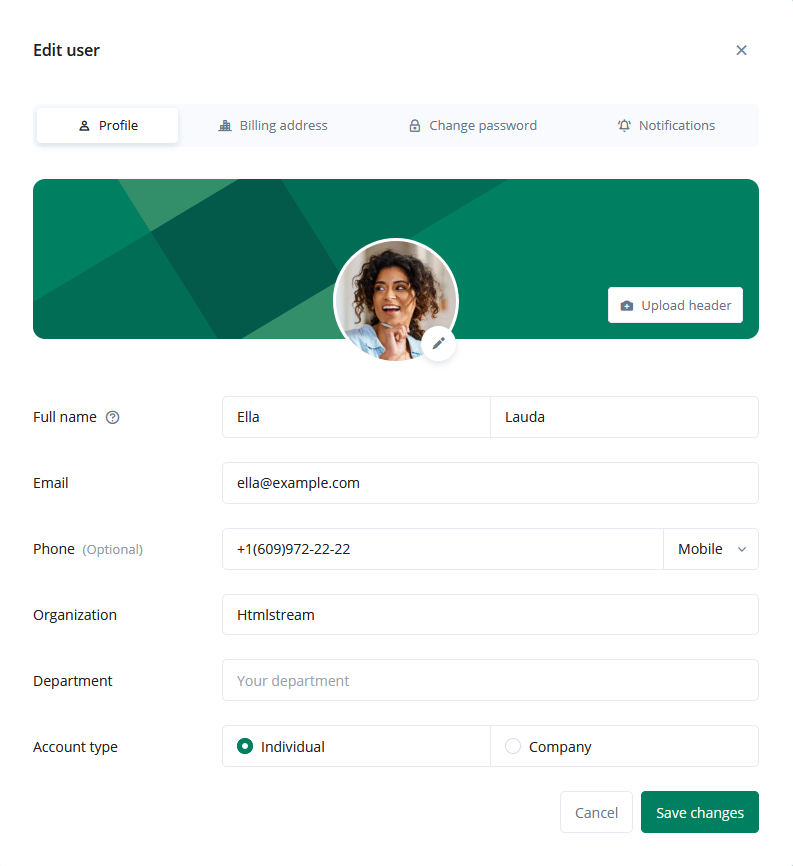 Edit user
Profile Billing address Change password Notifications
Upload header
Full name Ella Lauda
Email ella@example.com
Phone (Optional) +1(609)972-22-22 Mobile
Organization Htmlstream
Department Your department
Account type Individual Company
Cancel Save changes